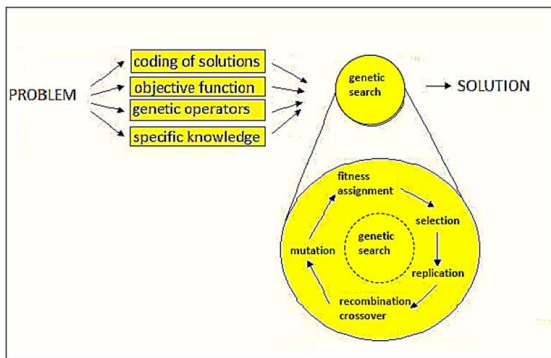 PROBLEM
coding of solutions
objective function
genetic operators
specific knowledge
genetic
search
SOLUTION
fitness
assignment
selection
replication
recombination
crossover
mutation
genetic
search